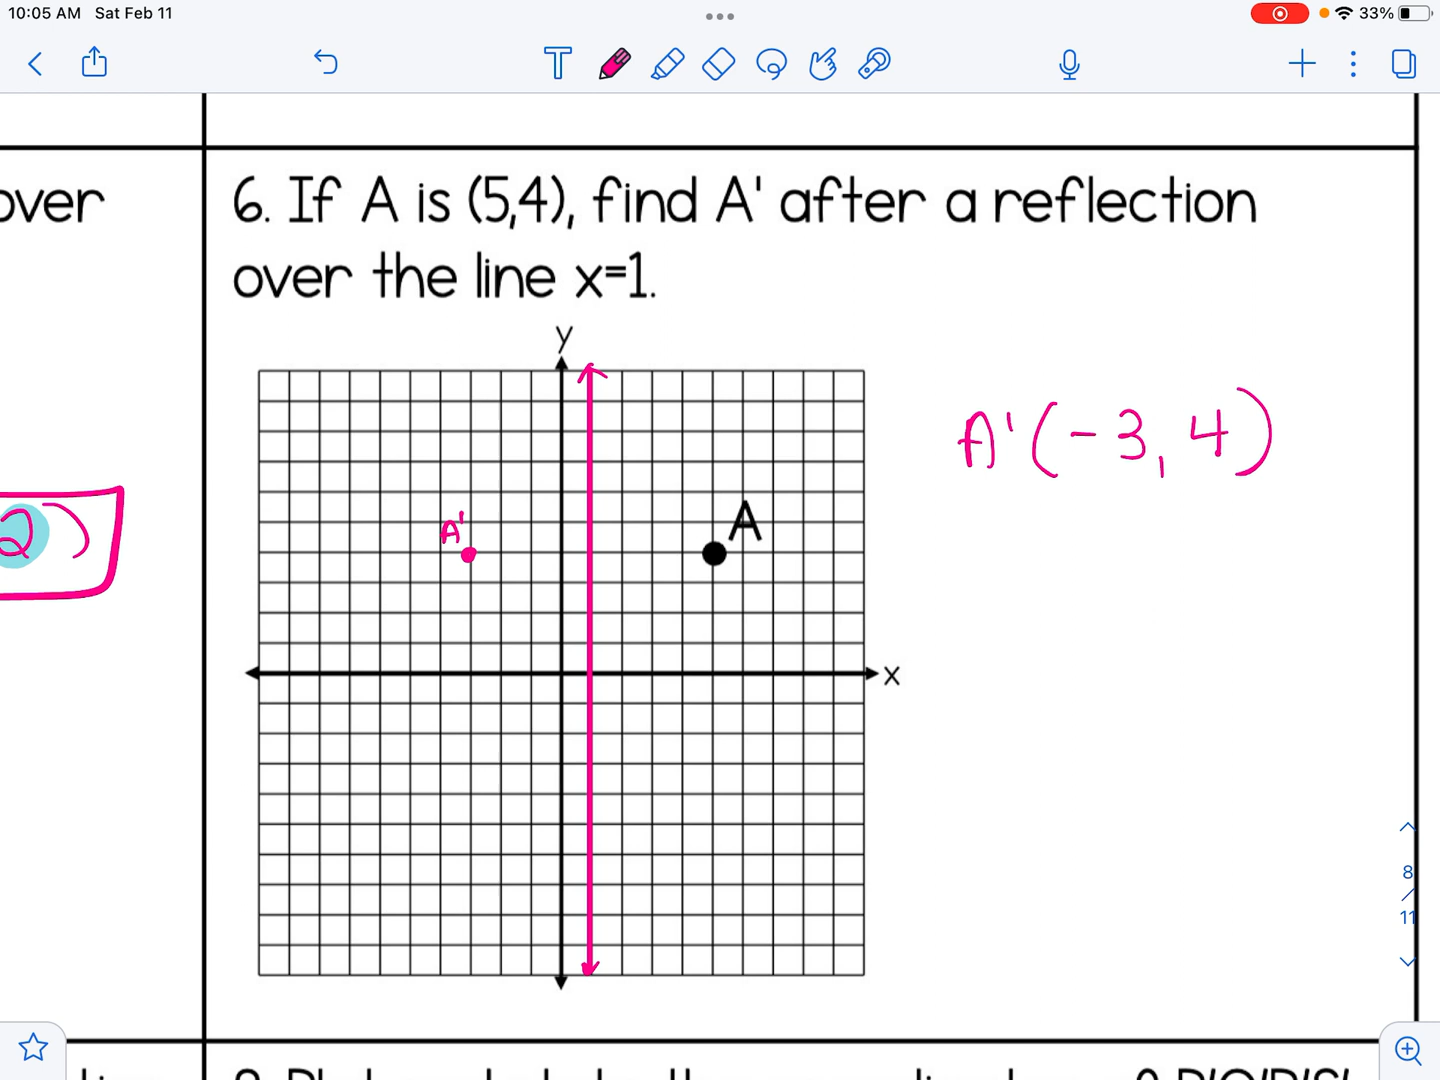 10:05 AM Sat Feb 11
33%
T
over
6. If A is (5,4), find A' after a reflection
over the line x=1.
y
A'(-3, 4)
A'
A
2)
x
8
/
11